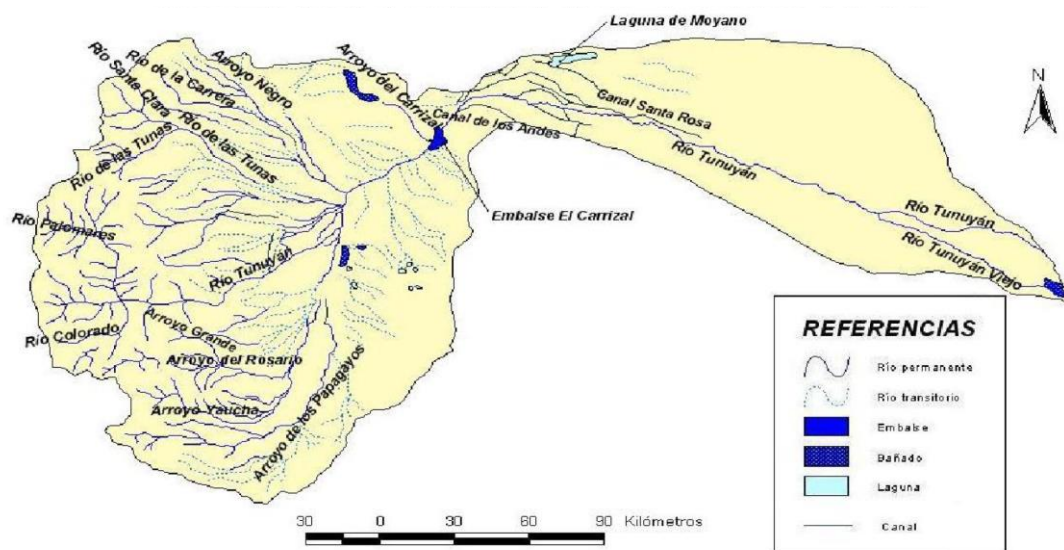 Laguna de Moyano
Río Santa Clara
Río de la Carrera
Arroyo Negro
Arroyo del Carrizal
Canal de los Andes
Canal Santa Rosa
Río de las Tunas
Río de las Tunas
Río Tunuyán
N
Embalse El Carrizal
Río Palomares
Río Tunuyán
Río Tunuyán
Río Tunuyán Viejo
Río Colorado
Arroyo Grande
Arroyo del Rosario
Arroyo Yaucha
Arroyo de los Papagayos
REFERENCIAS
Río permanente
Río transitorio
Embalse
Bañado
Laguna
Canal
30 0 30 60 90 Kilómetros